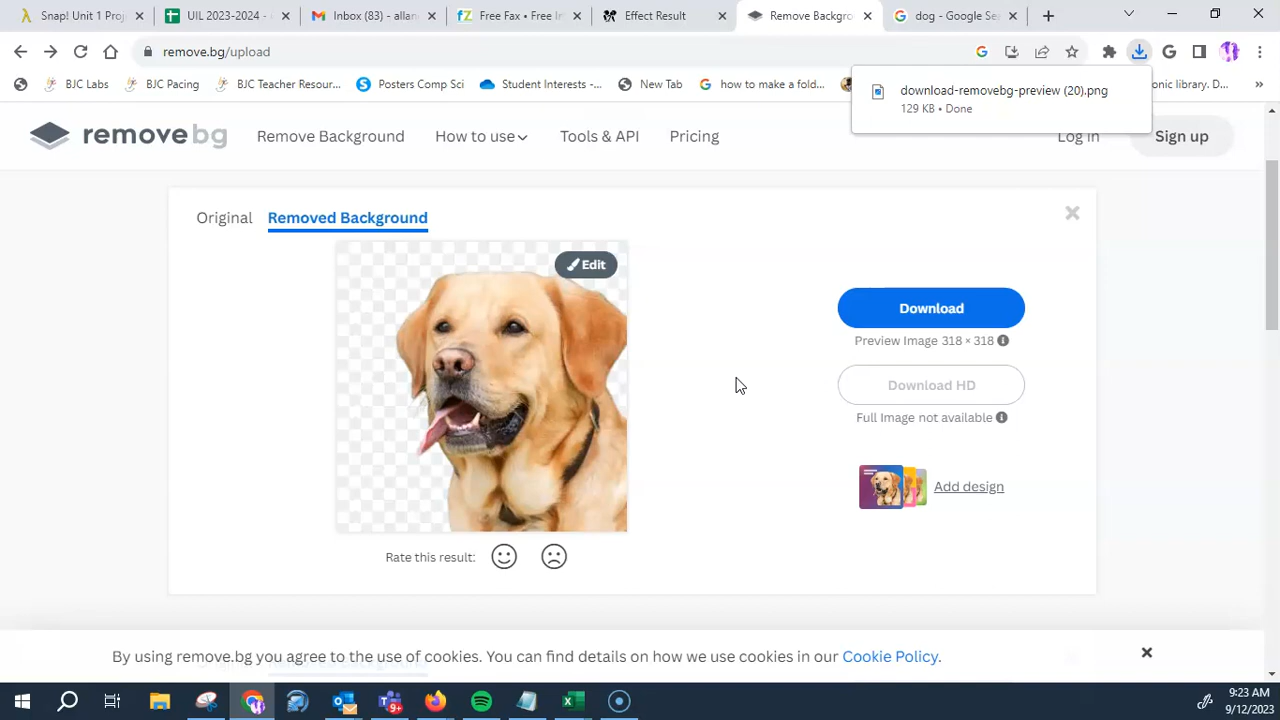 Snap! Unit 1 Proj
UIL 2023-2024 -
Inbox (83) - allan
Free Fax • Free In
Effect Result
Remove Backgro
dog - Google Se
remove.bg/upload
BJC Labs
BJC Pacing
BJC Teacher Resour...
Posters Comp Sci
Student Interests -...
New Tab
how to make a fold...
onic library. D...
»
download-removebg-preview (20).png
129 KB • Done
removebg
Remove Background
How to use
Tools & API
Pricing
Log in
Sign up
Original
Removed Background
Edit
Download
Preview Image 318 × 318
Download HD
Full Image not available
Add design
Rate this result:
By using remove.bg you agree to the use of cookies. You can find details on how we use cookies in our Cookie Policy.
9:23 AM
9/12/2023